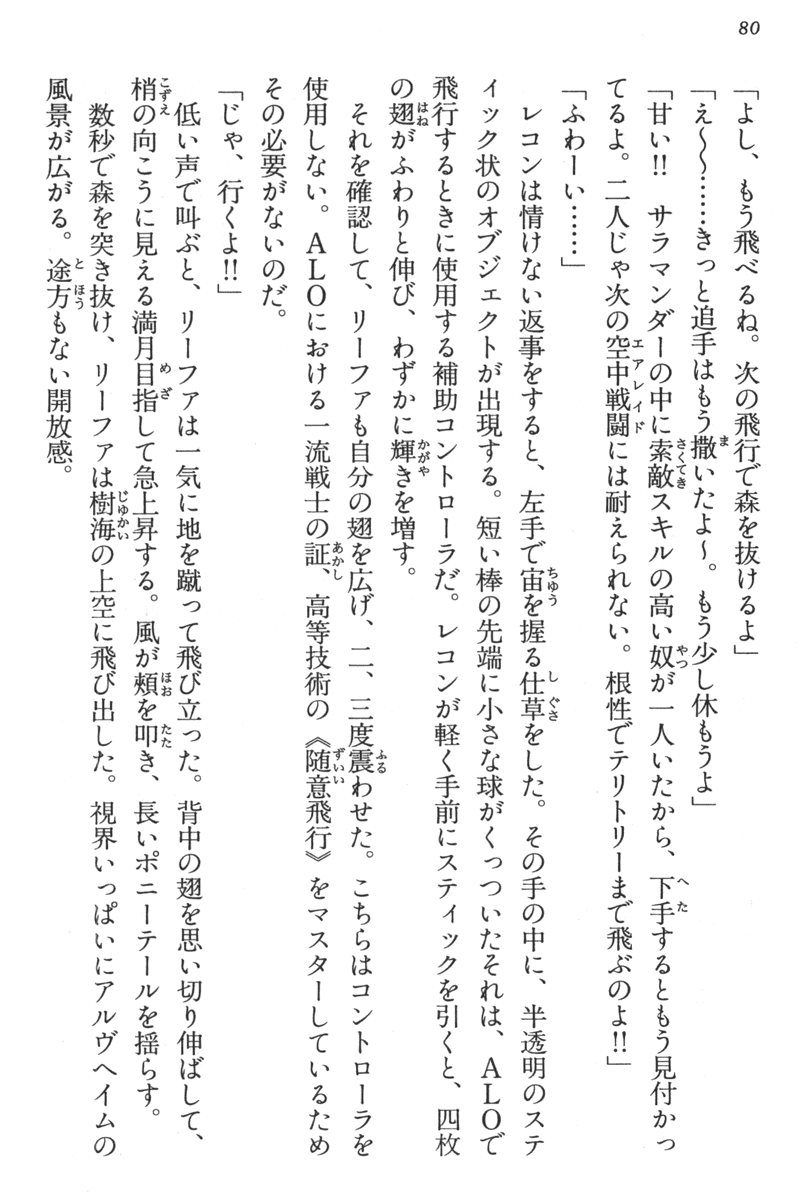 80
「よし、もう飛べるね。次の飛行で森を抜けるよ」
「え〜〜……きっと追手はもう撒いたよ〜。もう少し休もうよ」
「甘い!! サラマンダーの中に索敵スキルの高い奴が一人いたから、下手するともう見付かっ
てるよ。二人じゃ次の空中戦闘には耐えられない。根性でテリトリーまで飛ぶのよ!!」
「ふわーい……」
レコンは情けない返事をすると、左手で宙を握る仕草をした。その手の中に、半透明のステ
ィック状のオブジェクトが出現する。短い棒の先端に小さな球がくっついたそれは、ALOで
飛行するときに使用する補助コントローラだ。レコンが軽く手前にスティックを引くと、四枚
の翅がふわりと伸び、わずかに輝きを増す。
それを確認して、リーファも自分の翅を広げ、二、三度震わせた。こちらはコントローラを
使用しない。ALOにおける一流戦士の証、高等技術の《随意飛行》をマスターしているため
その必要がないのだ。
「じゃ、行くよ!!」
低い声で叫ぶと、リーファは一気に地を蹴って飛び立った。背中の翅を思い切り伸ばして、
梢の向こうに見える満月目指して急上昇する。風が頬を叩き、長いポニーテールを揺らす。
数秒で森を突き抜け、リーファは樹海の上空に飛び出した。視界いっぱいにアルヴヘイムの
風景が広がる。途方もない開放感。